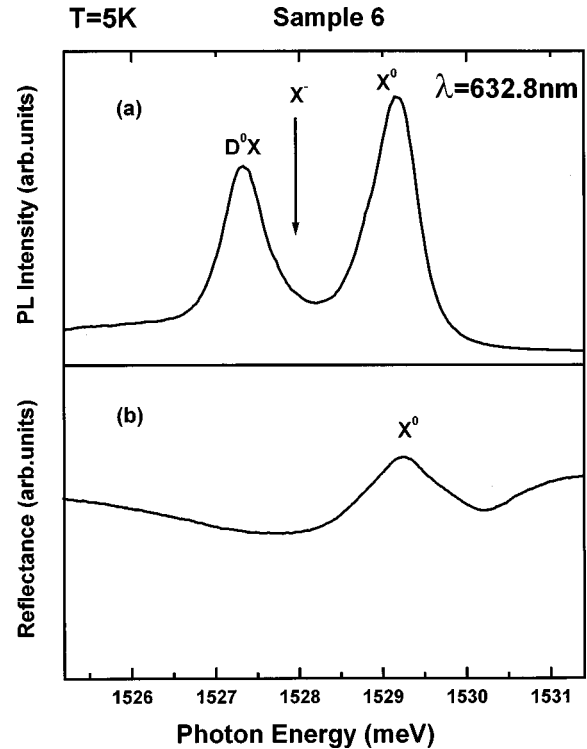 T=5K Sample 6
(a)
D⁰X
X⁻
X⁰
λ=632.8nm
PL Intensity (arb.units)
(b)
X⁰
Reflectance (arb.units)
1526 1527 1528 1529 1530 1531
Photon Energy (meV)